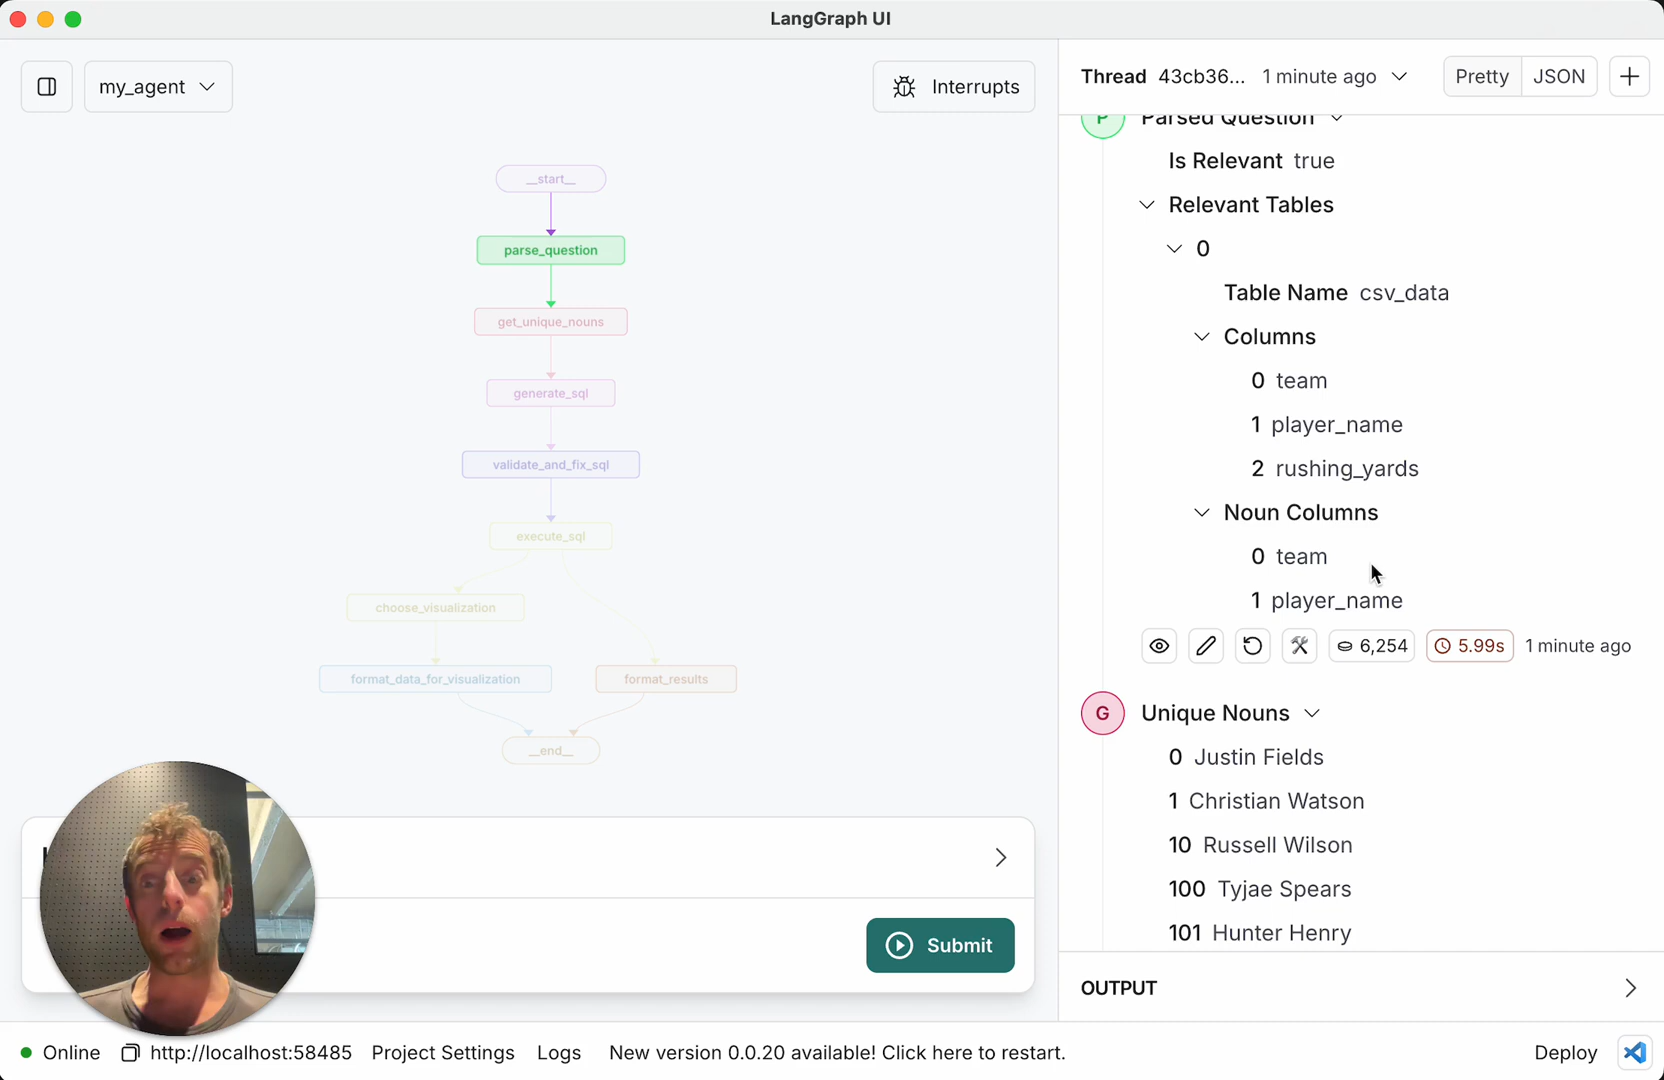 LangGraph UI
my_agent
Interrupts
__start__
parse_question
get_unique_nouns
generate_sql
validate_and_fix_sql
execute_sql
choose_visualization
format_data_for_visualization
format_results
__end__
Submit
Thread 43cb36... 1 minute ago
Pretty JSON
P Parsed Question
Is Relevant true
Relevant Tables
0
Table Name csv_data
Columns
0 team
1 player_name
2 rushing_yards
Noun Columns
0 team
1 player_name
6,254 5.99s 1 minute ago
G Unique Nouns
0 Justin Fields
1 Christian Watson
10 Russell Wilson
100 Tyjae Spears
101 Hunter Henry
OUTPUT
Online http://localhost:58485 Project Settings Logs New version 0.0.20 available! Click here to restart. Deploy